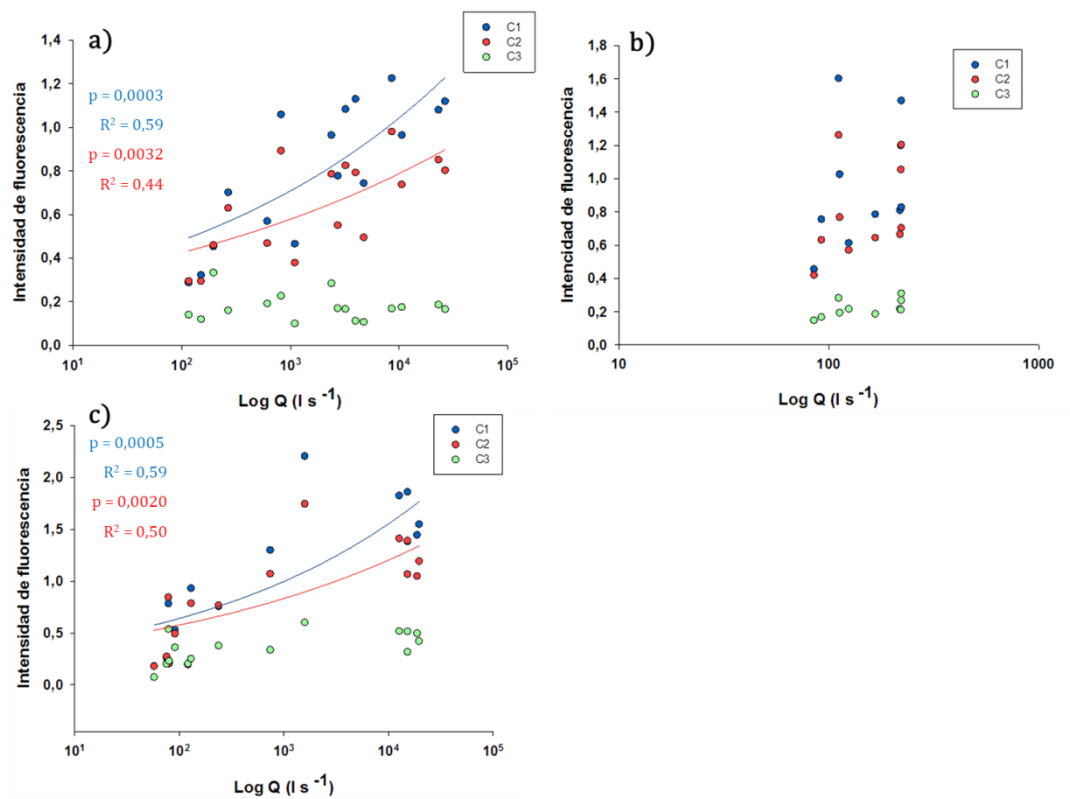 a)
C1
C2
C3
p = 0,0003
R² = 0,59
p = 0,0032
R² = 0,44
Intensidad de fluorescencia
1,4
1,2
1,0
0,8
0,6
0,4
0,2
0,0
10¹
10²
10³
10⁴
10⁵
Log Q (l s ⁻¹)
b)
C1
C2
C3
Intencidad de fluorescencia
1,8
1,6
1,4
1,2
1,0
0,8
0,6
0,4
0,2
0,0
10
100
1000
Log Q (l s ⁻¹)
c)
C1
C2
C3
p = 0,0005
R² = 0,59
p = 0,0020
R² = 0,50
Intensidad de fluorescencia
2,5
2,0
1,5
1,0
0,5
0,0
10¹
10²
10³
10⁴
10⁵
Log Q (l s ⁻¹)